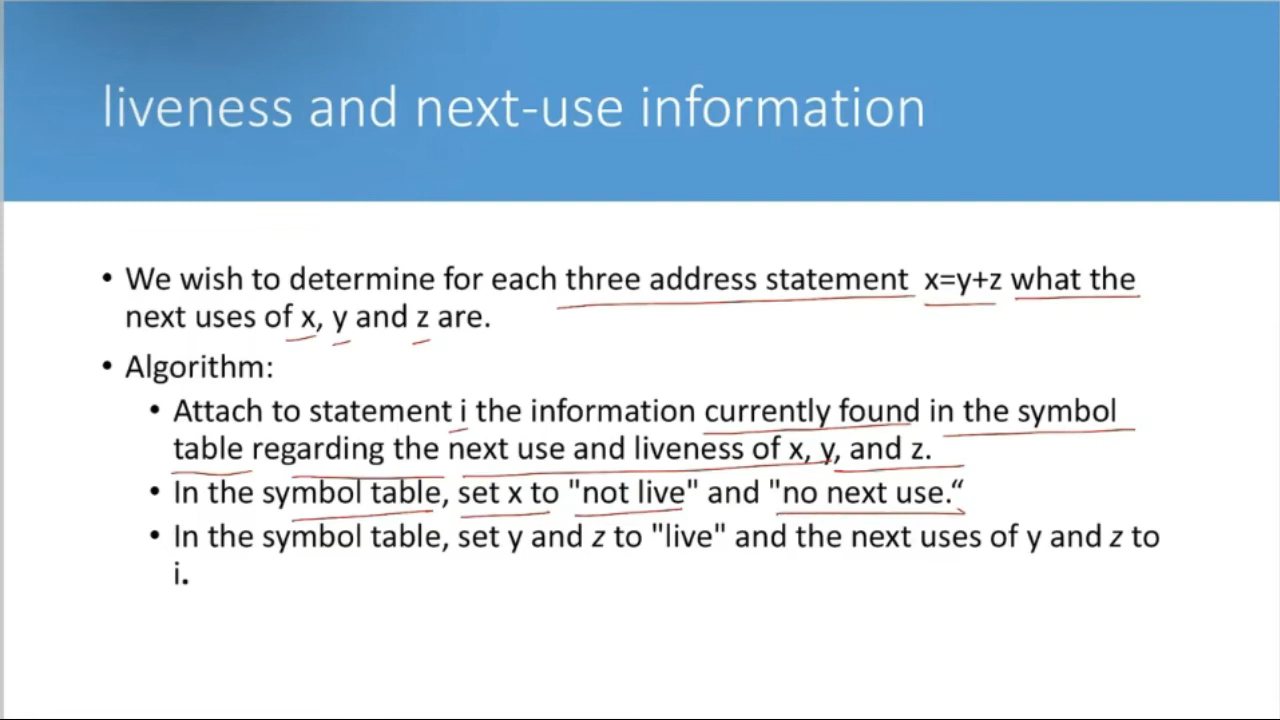 liveness and next-use information
• We wish to determine for each three address statement x=y+z what the
next uses of x, y and z are.
• Algorithm:
• Attach to statement i the information currently found in the symbol
table regarding the next use and liveness of x, y, and z.
• In the symbol table, set x to "not live" and "no next use.“
• In the symbol table, set y and z to "live" and the next uses of y and z to
i.